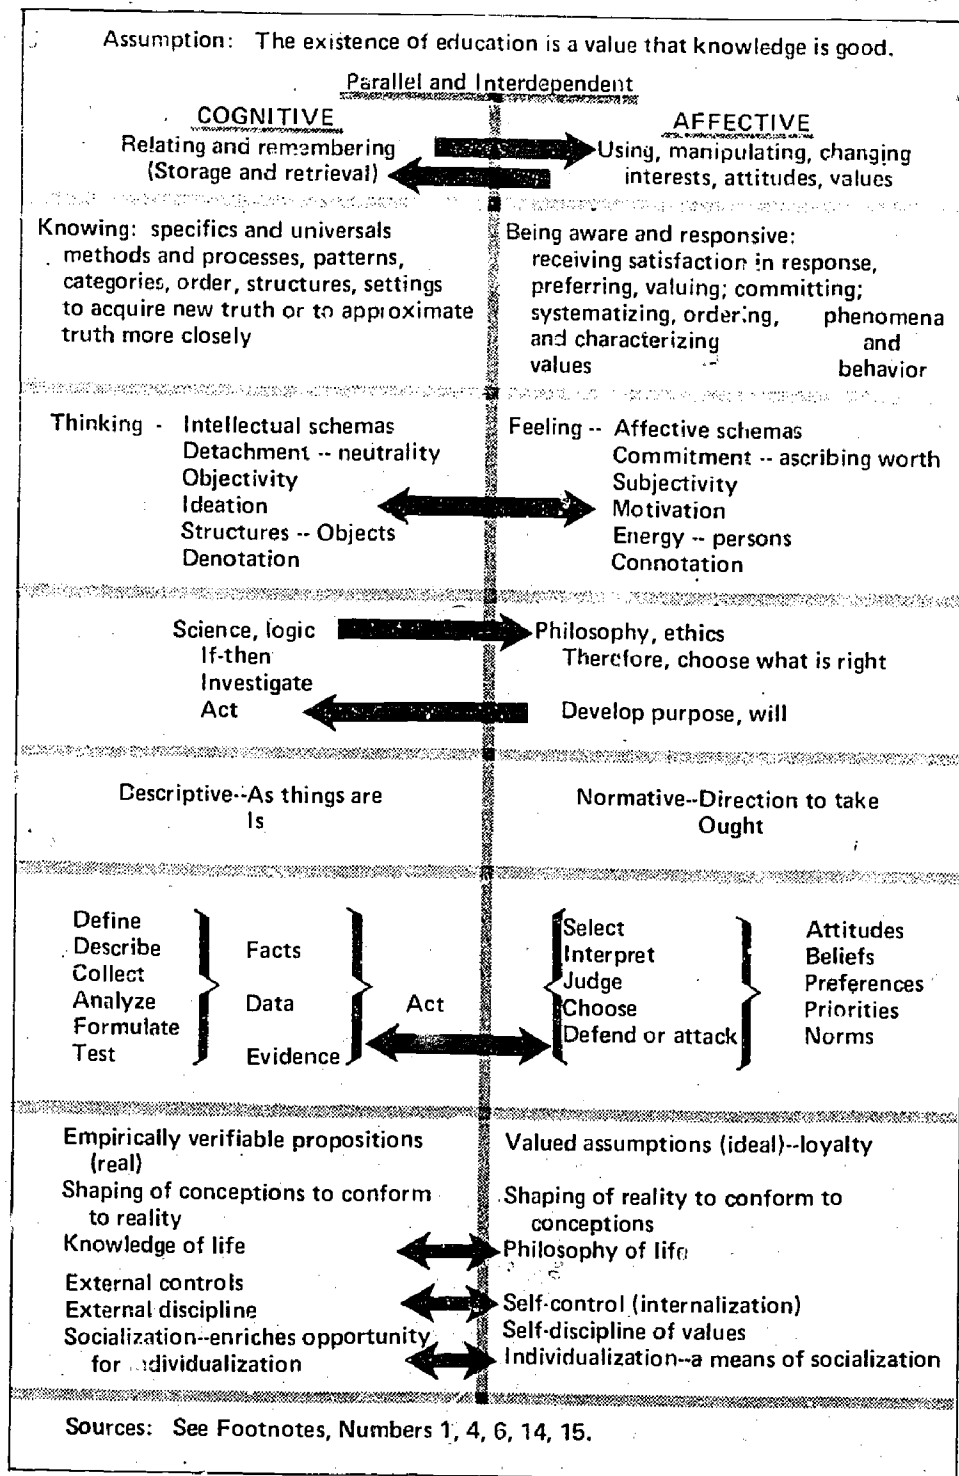 Assumption: The existence of education is a value that knowledge is good.
Parallel and Interdependent
COGNITIVE
Relating and remembering
(Storage and retrieval)
AFFECTIVE
Using, manipulating, changing
interests, attitudes, values
Knowing: specifics and universals
methods and processes, patterns,
categories, order, structures, settings
to acquire new truth or to approximate
truth more closely
Being aware and responsive:
receiving satisfaction in response,
preferring, valuing; committing;
systematizing, ordering, phenomena
and characterizing and
values behavior
Thinking - Intellectual schemas
Detachment -- neutrality
Objectivity
Ideation
Structures -- Objects
Denotation
Feeling -- Affective schemas
Commitment -- ascribing worth
Subjectivity
Motivation
Energy -- persons
Connotation
Science, logic
If-then
Investigate
Act
Philosophy, ethics
Therefore, choose what is right
Develop purpose, will
Descriptive--As things are
Is
Normative--Direction to take
Ought
Define
Describe
Collect
Analyze
Formulate
Test
Facts
Data
Evidence
Act
Select
Interpret
Judge
Choose
Defend or attack
Attitudes
Beliefs
Preferences
Priorities
Norms
Empirically verifiable propositions
(real)
Shaping of conceptions to conform
to reality
Knowledge of life
External controls
External discipline
Socialization--enriches opportunity
for individualization
Valued assumptions (ideal)--loyalty
Shaping of reality to conform to
conceptions
Philosophy of life
Self-control (internalization)
Self-discipline of values
Individualization--a means of socialization
Sources: See Footnotes, Numbers 1, 4, 6, 14, 15.